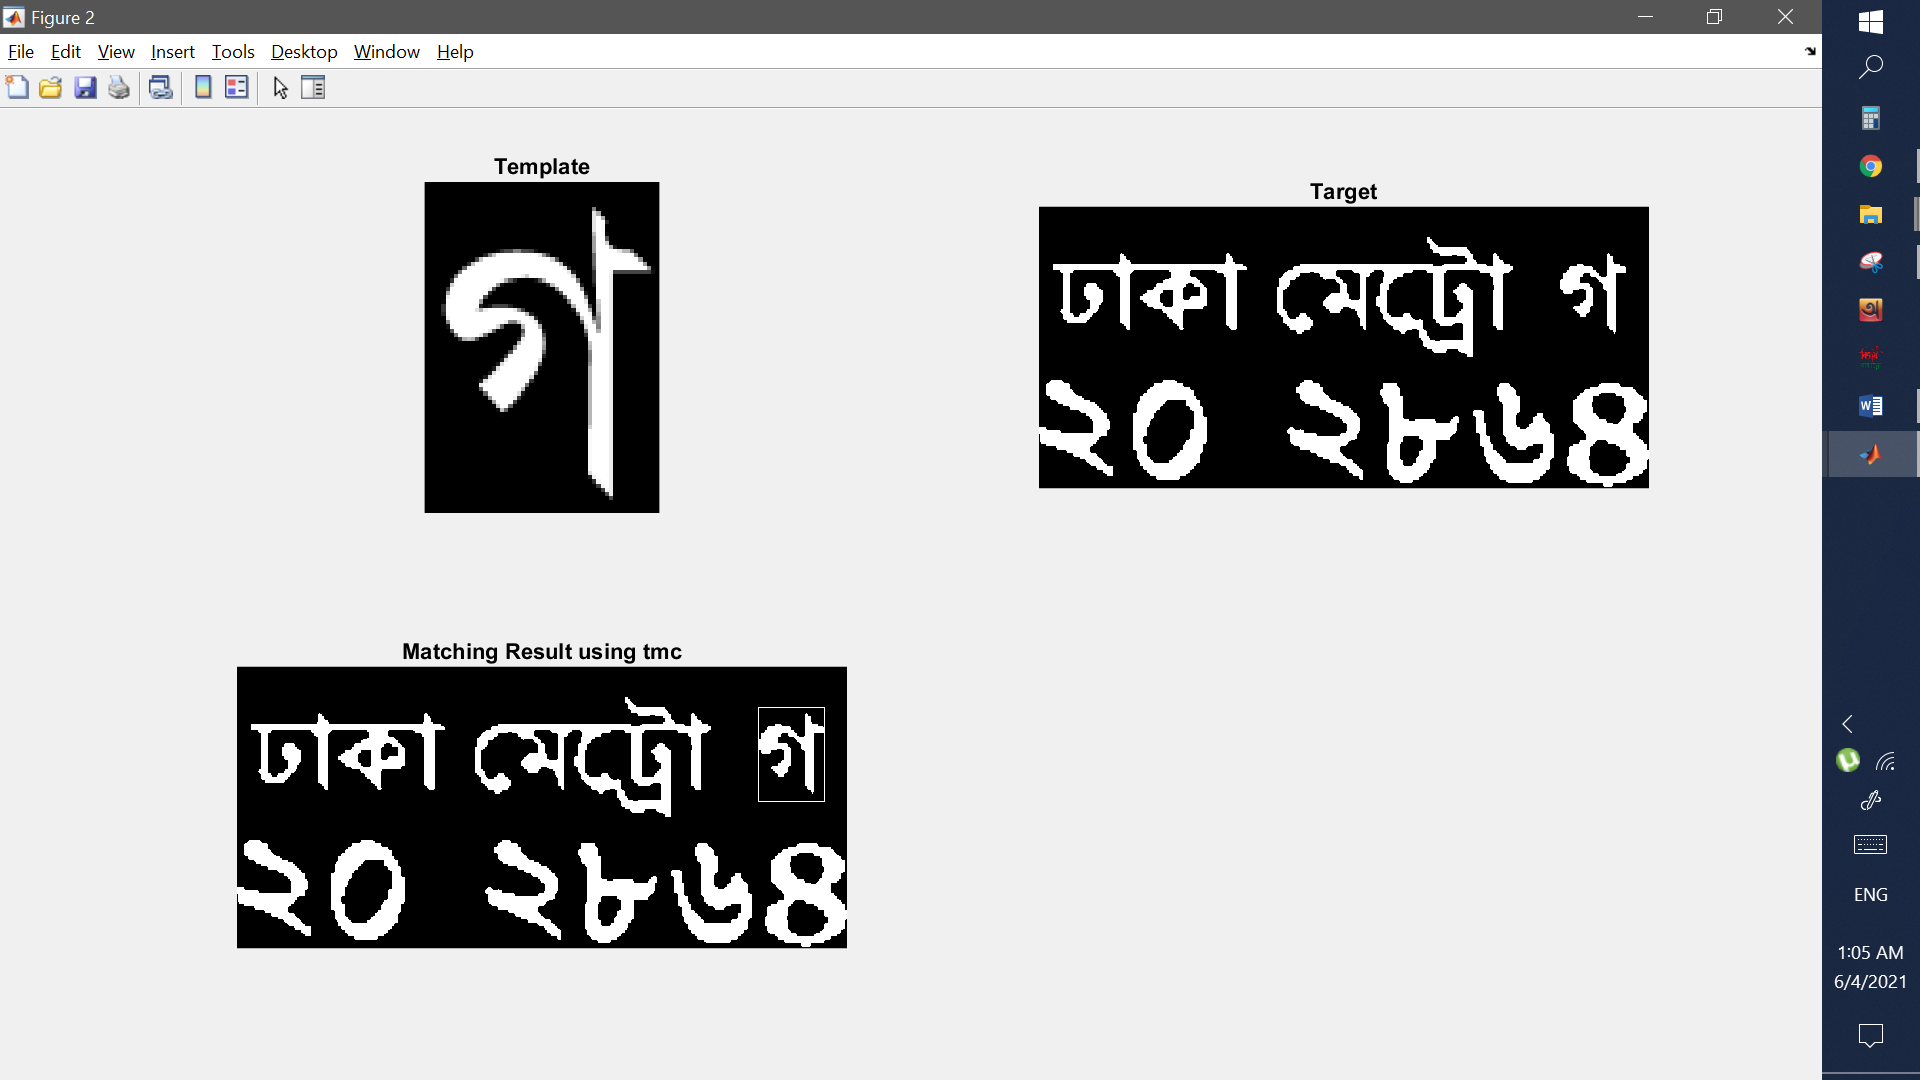 Figure 2
File Edit View Insert Tools Desktop Window Help
Template
গ
Target
ঢাকা মেট্রো গ
২০ ২৮৬৪
Matching Result using tmc
ঢাকা মেট্রো গ
২০ ২৮৬৪
ENG
1:05 AM
6/4/2021